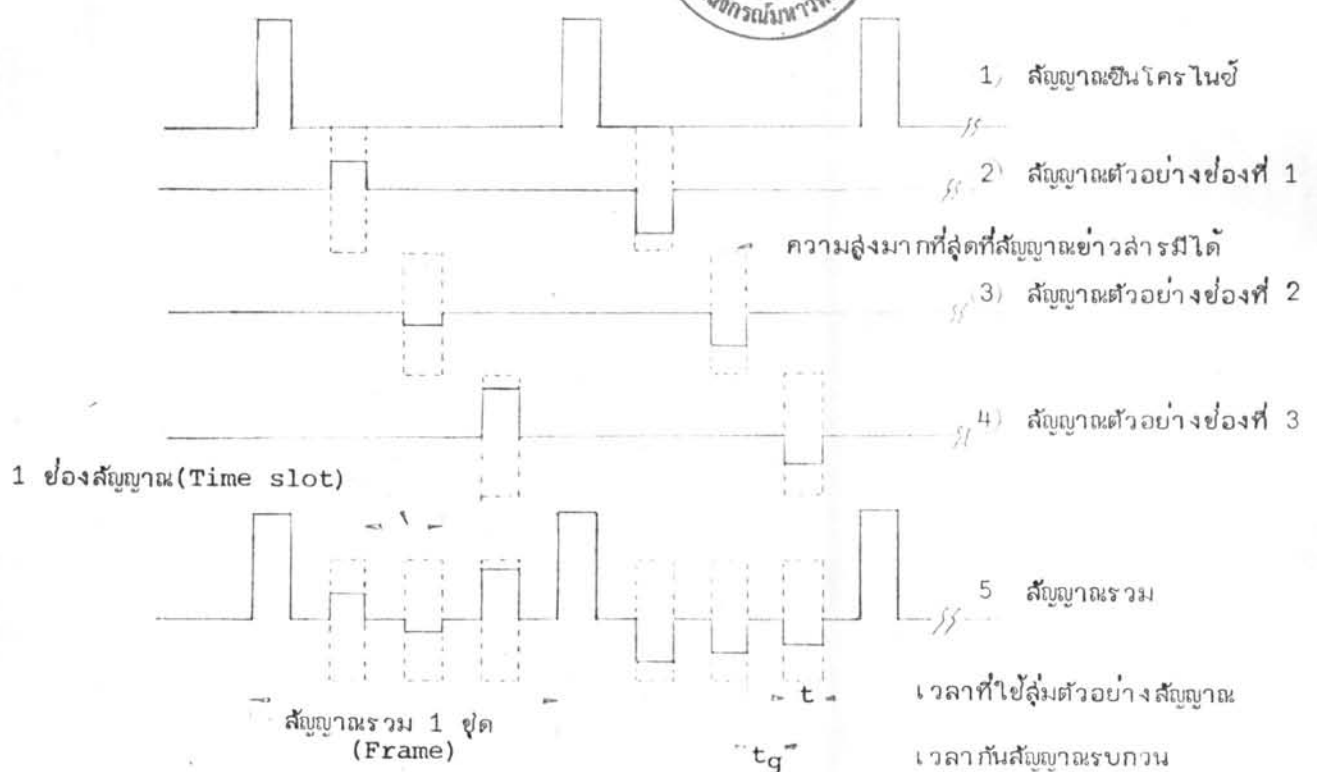 1) สัญญาณซินโครไนซ์
2) สัญญาณตัวอย่างช่องที่ 1
ความสูงมากที่สุดที่สัญญาณข่าวสารมีได้
3) สัญญาณตัวอย่างช่องที่ 2
4) สัญญาณตัวอย่างช่องที่ 3
1 ช่องสัญญาณ(Time slot)
5 สัญญาณรวม
t เวลาที่ใช้สุ่มตัวอย่างสัญญาณ
สัญญาณรวม 1 ชุด
(Frame)
tg เวลากันสัญญาณรบกวน